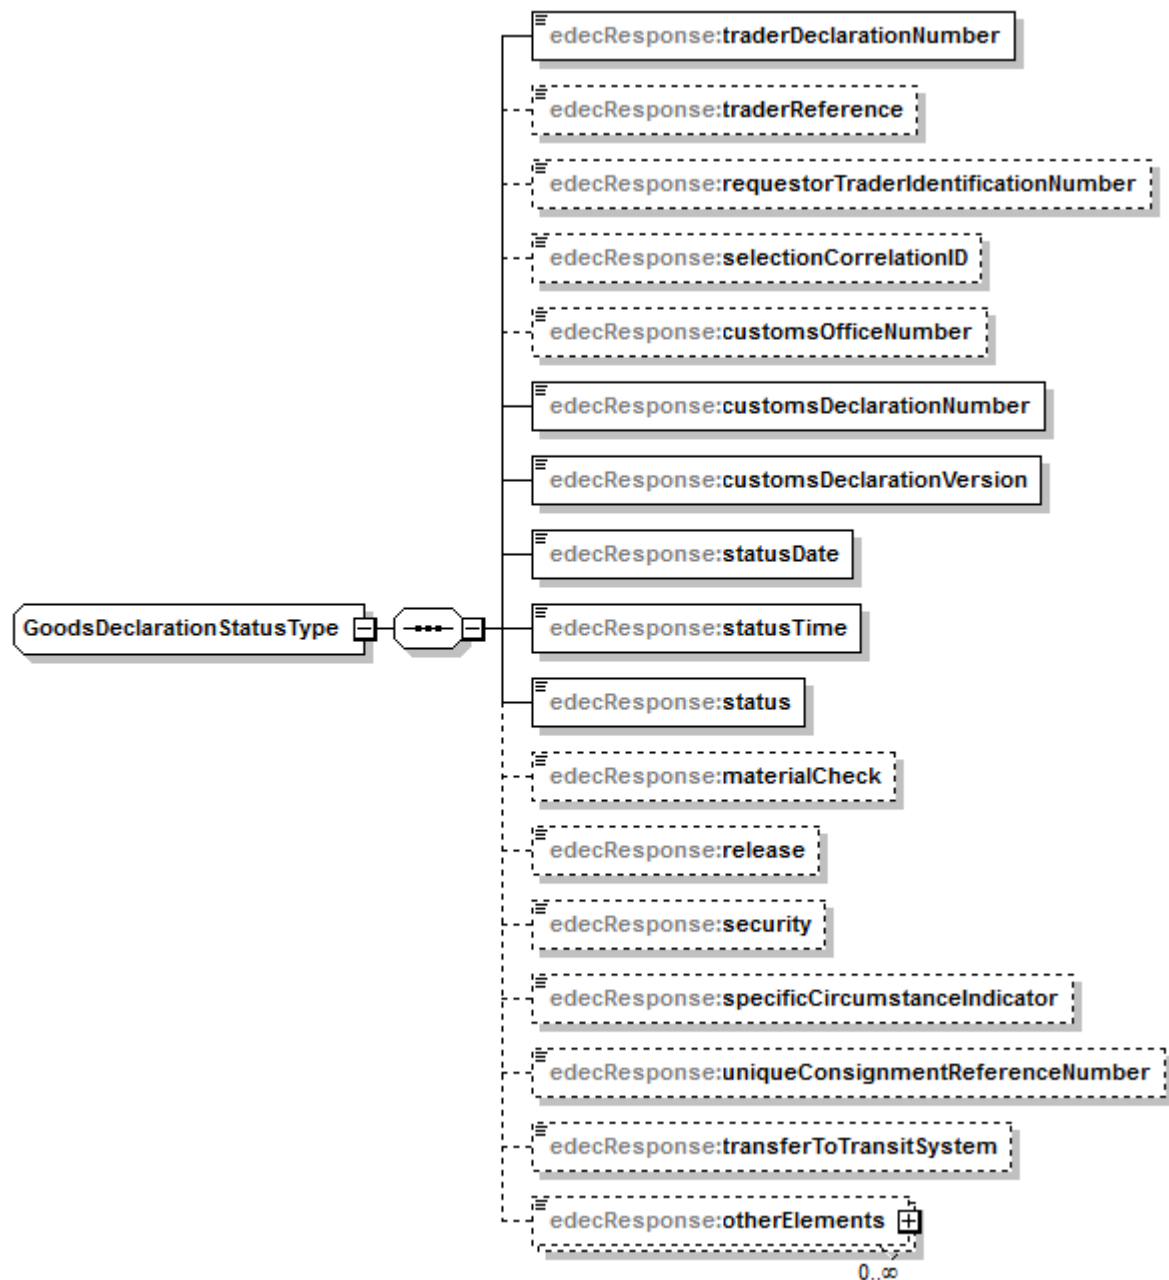 edecResponse:traderDeclarationNumber
edecResponse:traderReference
edecResponse:requestorTraderIdentificationNumber
edecResponse:selectionCorrelationID
edecResponse:customsOfficeNumber
edecResponse:customsDeclarationNumber
edecResponse:customsDeclarationVersion
edecResponse:statusDate
GoodsDeclarationStatusType
edecResponse:statusTime
edecResponse:status
edecResponse:materialCheck
edecResponse:release
edecResponse:security
edecResponse:specificCircumstanceIndicator
edecResponse:uniqueConsignmentReferenceNumber
edecResponse:transferToTransitSystem
edecResponse:otherElements
0..∞